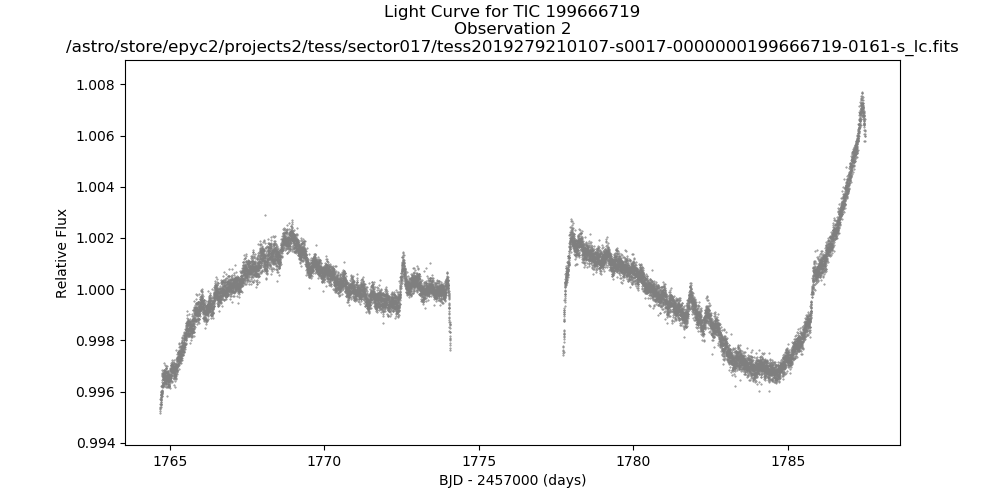 Light Curve for TIC 199666719
Observation 2
/astro/store/epyc2/projects2/tess/sector017/tess2019279210107-s0017-0000000199666719-0161-s_lc.fits
1.008
1.006
1.004
1.002
1.000
0.998
0.996
0.994
Relative Flux
1765
1770
1775
1780
1785
BJD - 2457000 (days)